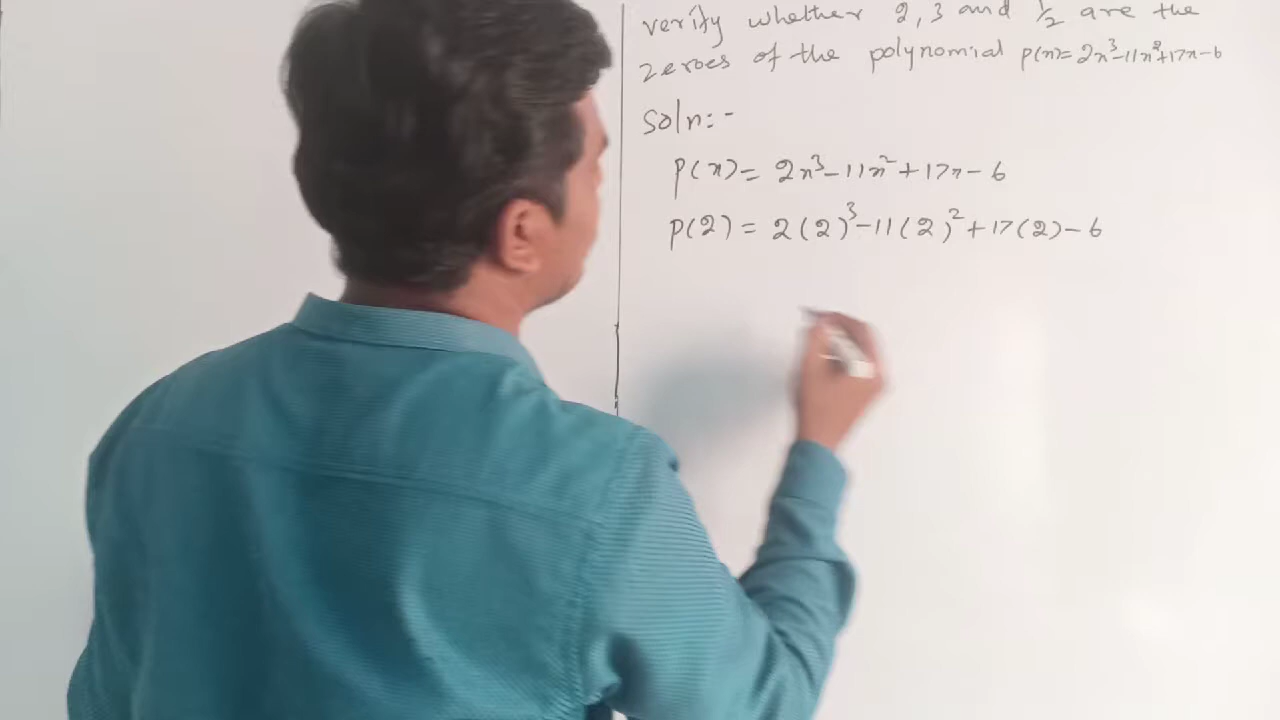 verify whether 2, 3 and 1/2 are the
zeroes of the polynomial p(x)= 2x³-11x²+17x-6
Soln:-
p(x)= 2x³-11x²+17x-6
p(2) = 2(2)³-11(2)²+17(2)-6